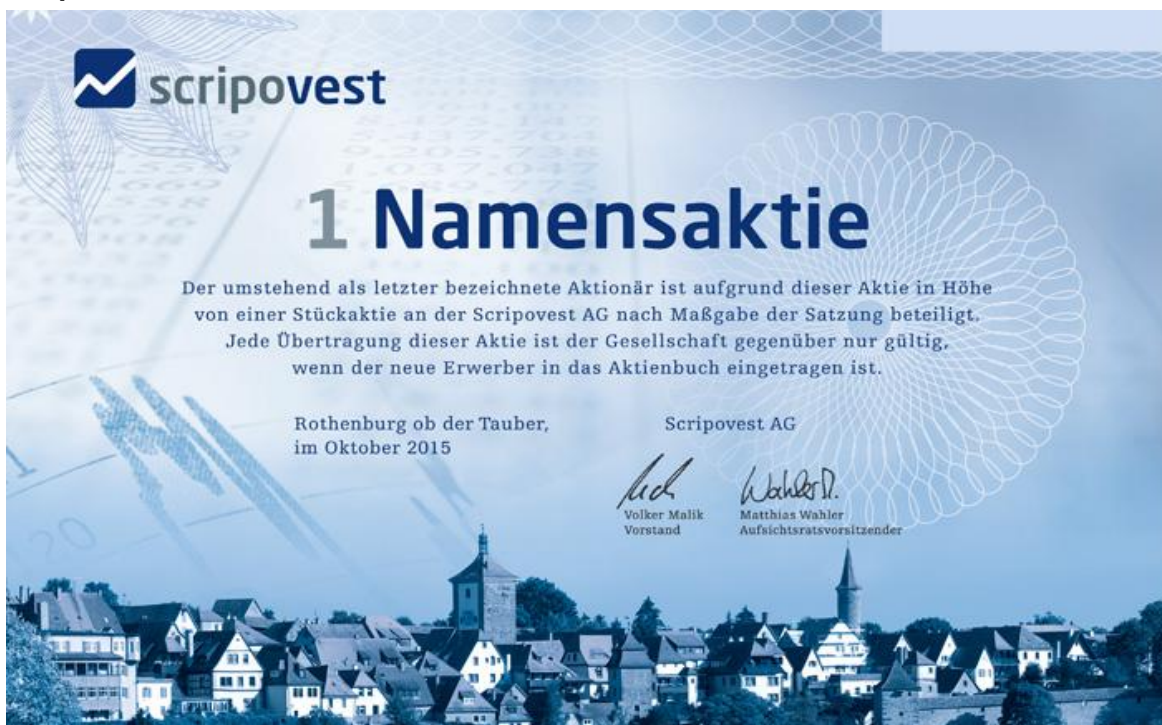 scripovest
1 Namensaktie
Der umstehend als letzter bezeichnete Aktionär ist aufgrund dieser Aktie in Höhe
von einer Stückaktie an der Scripovest AG nach Maßgabe der Satzung beteiligt.
Jede Übertragung dieser Aktie ist der Gesellschaft gegenüber nur gültig,
wenn der neue Erwerber in das Aktienbuch eingetragen ist.
Rothenburg ob der Tauber,
im Oktober 2015
Scripovest AG
Volker Malik
Vorstand
Matthias Wahler
Aufsichtsratsvorsitzender